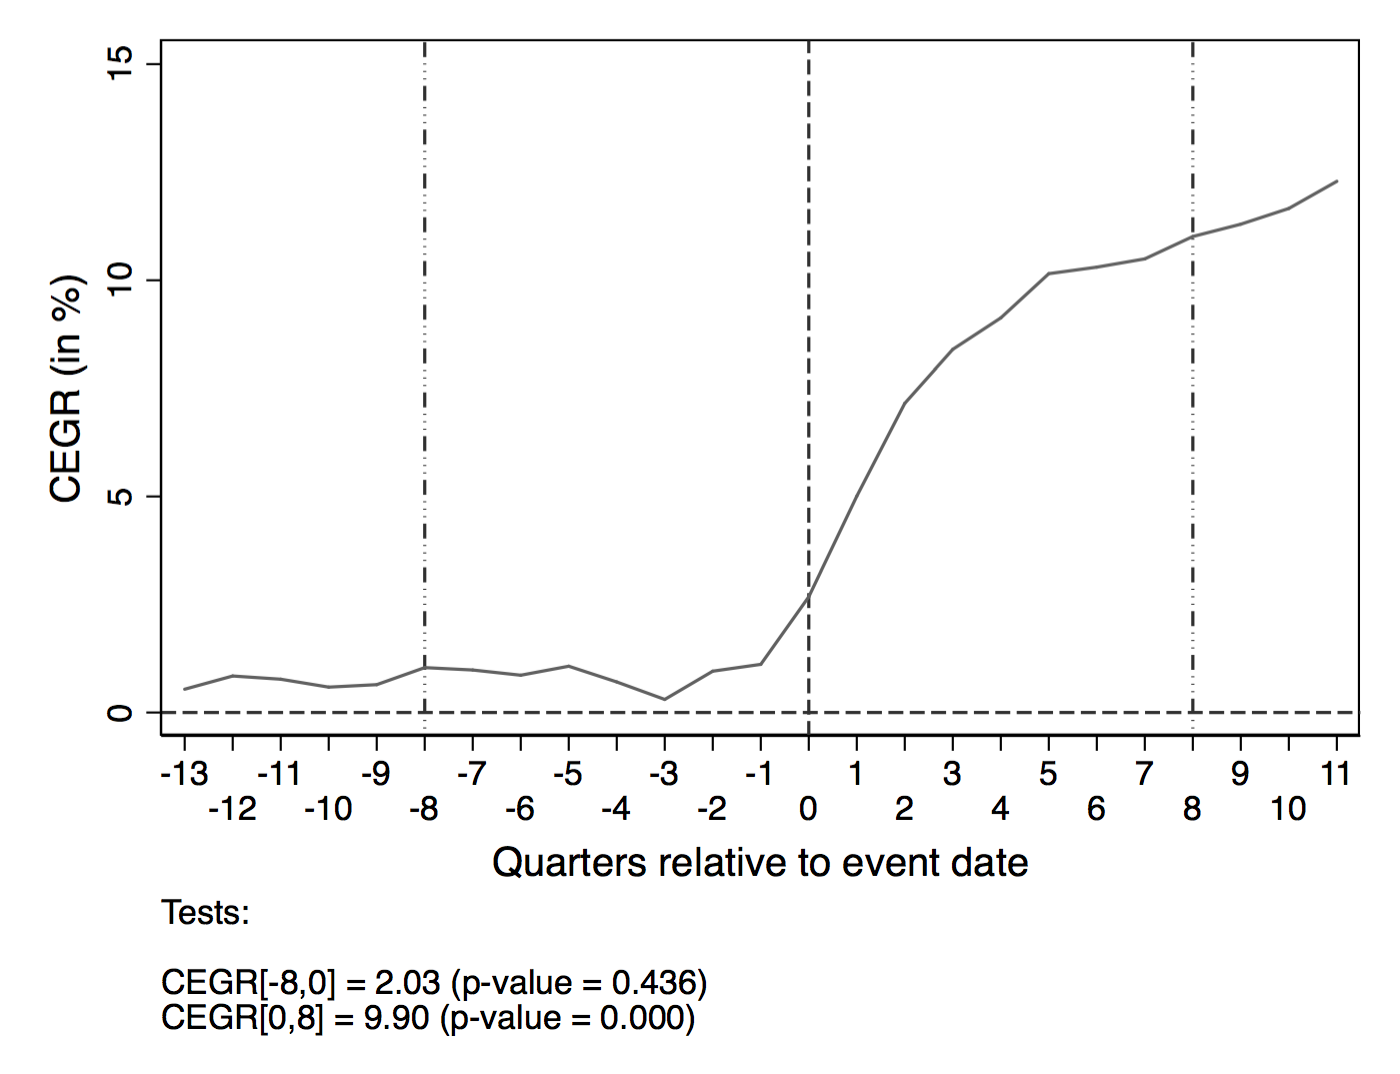 15
10
5
0
CEGR (in %)
-13 -11 -9 -7 -5 -3 -1 1 3 5 7 9 11
-12 -10 -8 -6 -4 -2 0 2 4 6 8 10
Quarters relative to event date
Tests:
CEGR[-8,0] = 2.03 (p-value = 0.436)
CEGR[0,8] = 9.90 (p-value = 0.000)